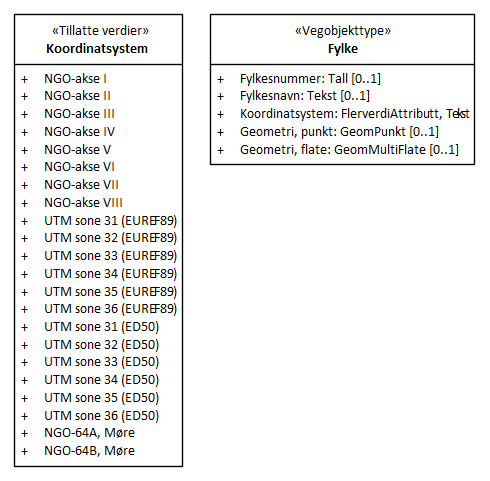 «Tillatte verdier»
Koordinatsystem
+ NGO-akse I
+ NGO-akse II
+ NGO-akse III
+ NGO-akse IV
+ NGO-akse V
+ NGO-akse VI
+ NGO-akse VII
+ NGO-akse VIII
+ UTM sone 31 (EUREF89)
+ UTM sone 32 (EUREF89)
+ UTM sone 33 (EUREF89)
+ UTM sone 34 (EUREF89)
+ UTM sone 35 (EUREF89)
+ UTM sone 36 (EUREF89)
+ UTM sone 31 (ED50)
+ UTM sone 32 (ED50)
+ UTM sone 33 (ED50)
+ UTM sone 34 (ED50)
+ UTM sone 35 (ED50)
+ UTM sone 36 (ED50)
+ NGO-64A, Møre
+ NGO-64B, Møre
«Vegobjekttype»
Fylke
+ Fylkesnummer: Tall [0..1]
+ Fylkesnavn: Tekst [0..1]
+ Koordinatsystem: FlerverdiAttributt, Tekst
+ Geometri, punkt: GeomPunkt [0..1]
+ Geometri, flate: GeomMultiFlate [0..1]